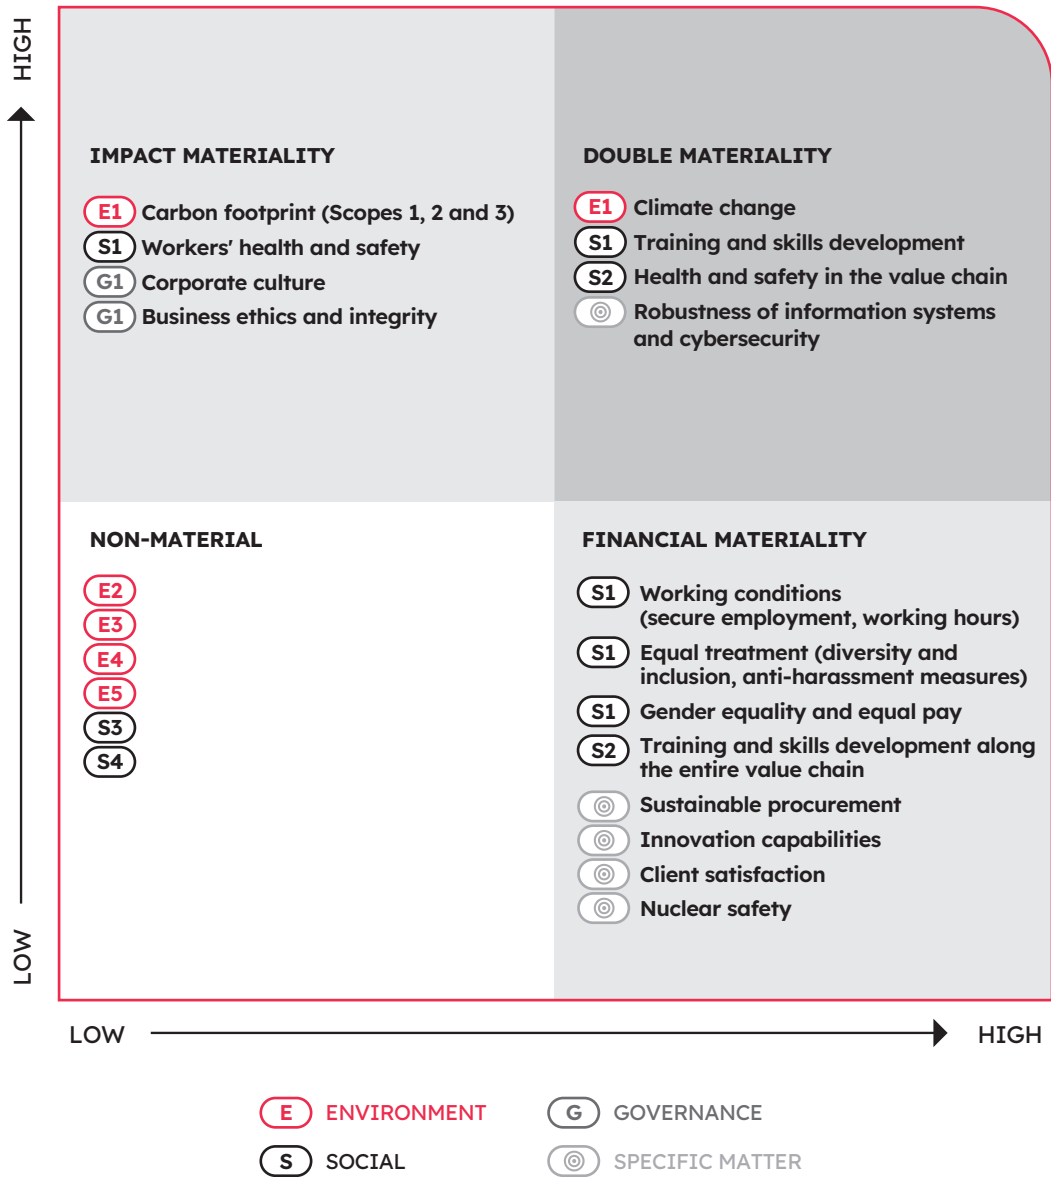 HIGH
IMPACT MATERIALITY
E1 Carbon footprint (Scopes 1, 2 and 3)
S1 Workers' health and safety
G1 Corporate culture
G1 Business ethics and integrity
DOUBLE MATERIALITY
E1 Climate change
S1 Training and skills development
S2 Health and safety in the value chain
Robustness of information systems
and cybersecurity
NON-MATERIAL
E2
E3
E4
E5
S3
S4
FINANCIAL MATERIALITY
S1 Working conditions
(secure employment, working hours)
S1 Equal treatment (diversity and
inclusion, anti-harassment measures)
S1 Gender equality and equal pay
S2 Training and skills development along
the entire value chain
Sustainable procurement
Innovation capabilities
Client satisfaction
Nuclear safety
LOW
LOW
HIGH
E ENVIRONMENT
G GOVERNANCE
S SOCIAL
SPECIFIC MATTER